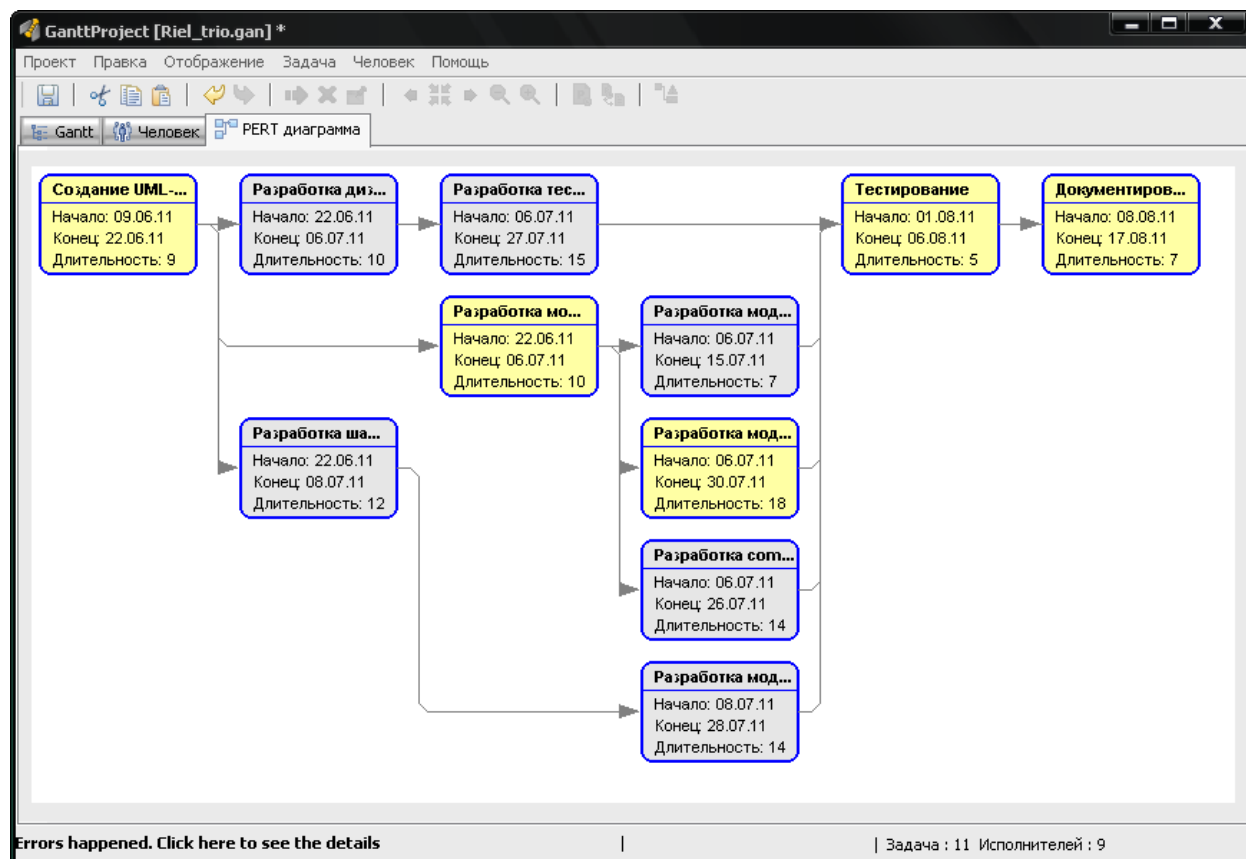 GanttProject [Riel_trio.gan] *
Проект Правка Отображение Задача Человек Помощь
Gantt Человек PERT диаграмма
Создание UML-...
Начало: 09.06.11
Конец: 22.06.11
Длительность: 9
Разработка диз...
Начало: 22.06.11
Конец: 06.07.11
Длительность: 10
Разработка тес...
Начало: 06.07.11
Конец: 27.07.11
Длительность: 15
Тестирование
Начало: 01.08.11
Конец: 06.08.11
Длительность: 5
Документиров...
Начало: 08.08.11
Конец: 17.08.11
Длительность: 7
Разработка мо...
Начало: 22.06.11
Конец: 06.07.11
Длительность: 10
Разработка мод...
Начало: 06.07.11
Конец: 15.07.11
Длительность: 7
Разработка ша...
Начало: 22.06.11
Конец: 08.07.11
Длительность: 12
Разработка мод...
Начало: 06.07.11
Конец: 30.07.11
Длительность: 18
Разработка com...
Начало: 06.07.11
Конец: 26.07.11
Длительность: 14
Разработка мод...
Начало: 08.07.11
Конец: 28.07.11
Длительность: 14
Errors happened. Click here to see the details | | Задача : 11 Исполнителей : 9